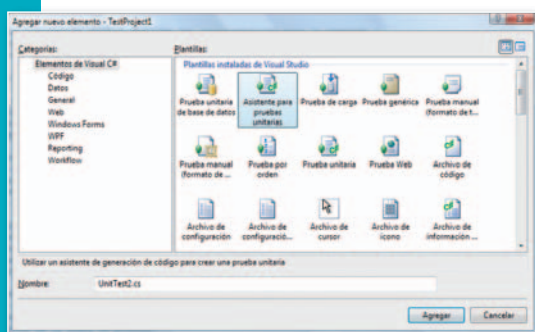 Agregar nuevo elemento - TestProject1
Categorías:
Plantillas:
Elementos de Visual C#
Código
Datos
General
Web
Windows Forms
WPF
Reporting
Workflow
Plantillas instaladas de Visual Studio
Prueba unitaria de base de datos
Asistente para pruebas unitarias
Prueba de carga
Prueba genérica
Prueba manual (formato de t...
Prueba manual (formato de ...
Prueba por orden
Prueba unitaria
Prueba Web
Archivo de código
Archivo de configuración
Archivo de configuració...
Archivo de cursor
Archivo de icono
Archivo de información ...
Utilizar un asistente de generación de código para crear una prueba unitaria
Nombre:
UnitTest2.cs
Agregar
Cancelar